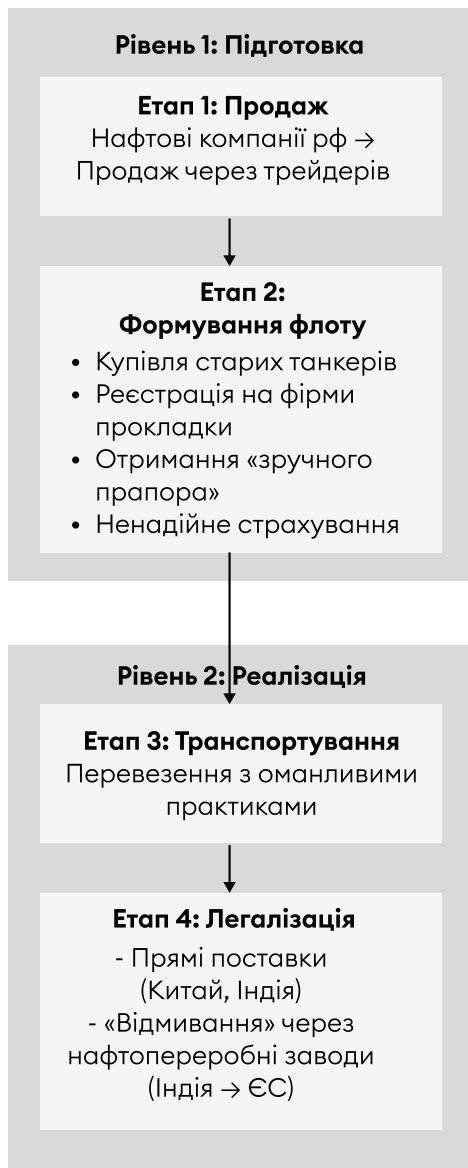 Рівень 1: Підготовка
Етап 1: Продаж
Нафтові компанії рф →
Продаж через трейдерів
Етап 2:
Формування флоту
• Купівля старих танкерів
• Реєстрація на фірми
прокладки
• Отримання «зручного
прапора»
• Ненадійне страхування
Рівень 2: Реалізація
Етап 3: Транспортування
Перевезення з оманливими
практиками
Етап 4: Легалізація
- Прямі поставки
(Китай, Індія)
- «Відмивання» через
нафтопереробні заводи
(Індія → ЄС)